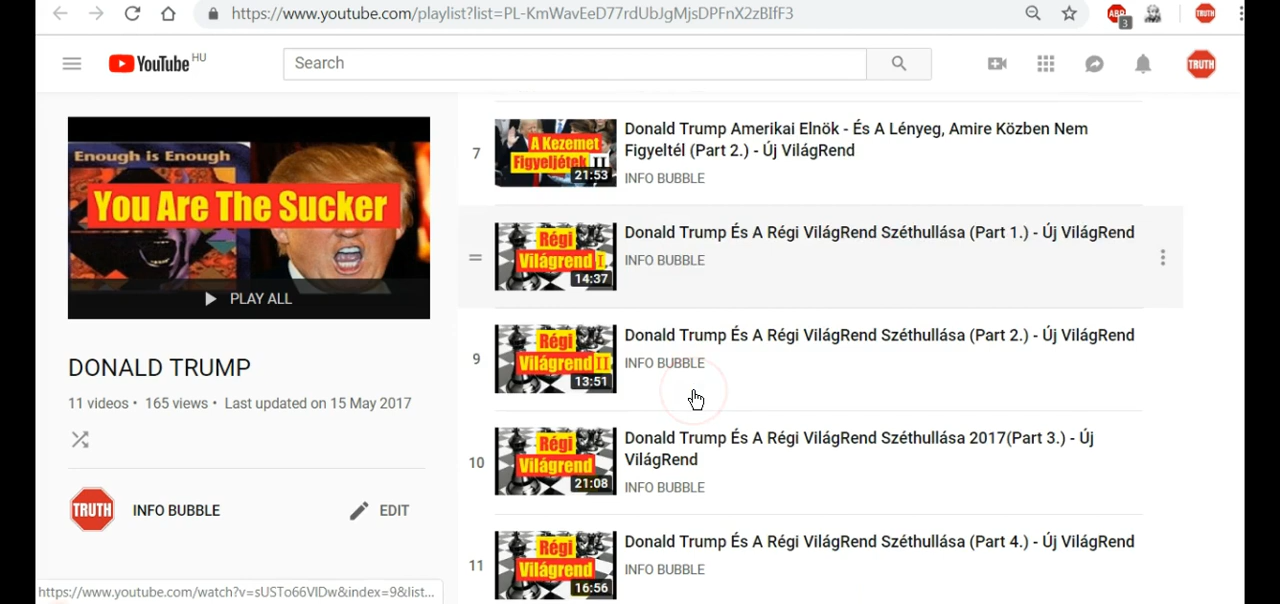 https://www.youtube.com/playlist?list=PL-KmWavEeD77rdUbJgMjsDPFnX2zBIfF3
ABP
3
TRUTH
YouTube HU
Search
TRUTH
Enough is Enough
You Are The Sucker
PLAY ALL
DONALD TRUMP
11 videos • 165 views • Last updated on 15 May 2017
TRUTH
INFO BUBBLE
EDIT
7
A Kezemet
Figyeljétek II
21:53
Donald Trump Amerikai Elnök - És A Lényeg, Amire Közben Nem
Figyeltél (Part 2.) - Új VilágRend
INFO BUBBLE
Régi
Világrend I.
14:37
Donald Trump És A Régi VilágRend Széthullása (Part 1.) - Új VilágRend
INFO BUBBLE
9
Régi
Világrend II.
13:51
Donald Trump És A Régi VilágRend Széthullása (Part 2.) - Új VilágRend
INFO BUBBLE
10
Régi
Világrend
21:08
Donald Trump És A Régi VilágRend Széthullása 2017(Part 3.) - Új
VilágRend
INFO BUBBLE
11
Régi
Világrend
16:56
Donald Trump És A Régi VilágRend Széthullása (Part 4.) - Új VilágRend
INFO BUBBLE
https://www.youtube.com/watch?v=sUSTo66VlDw&index=9&list...